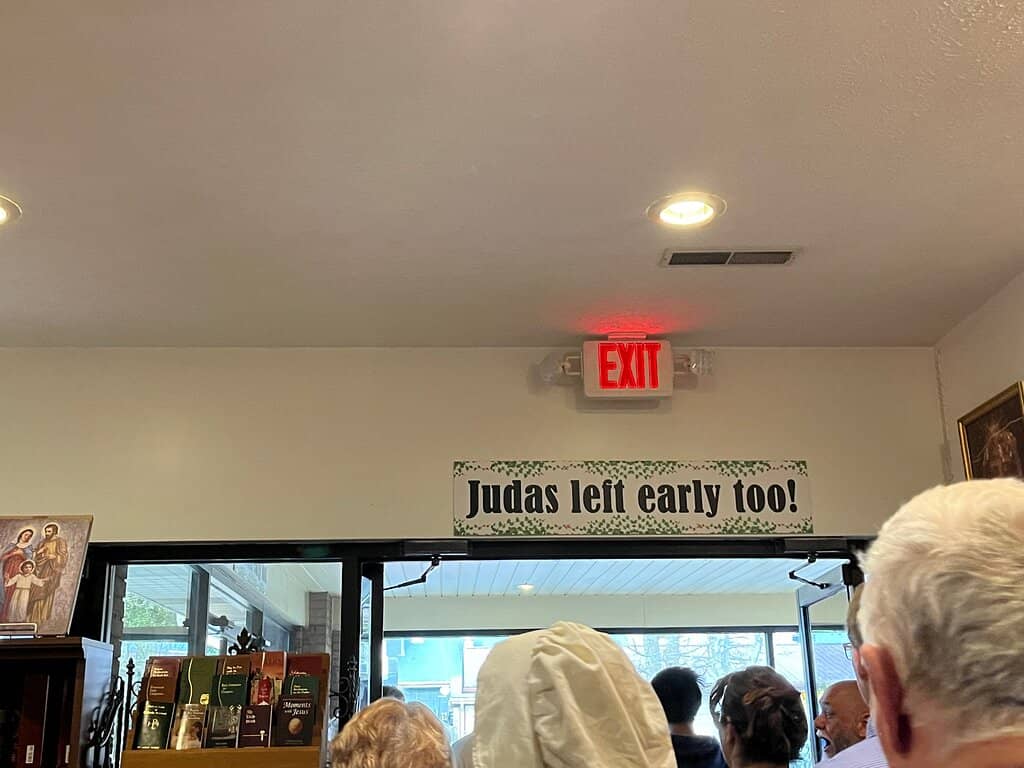 EXIT
Judas left early too!
Moments
with Jesus